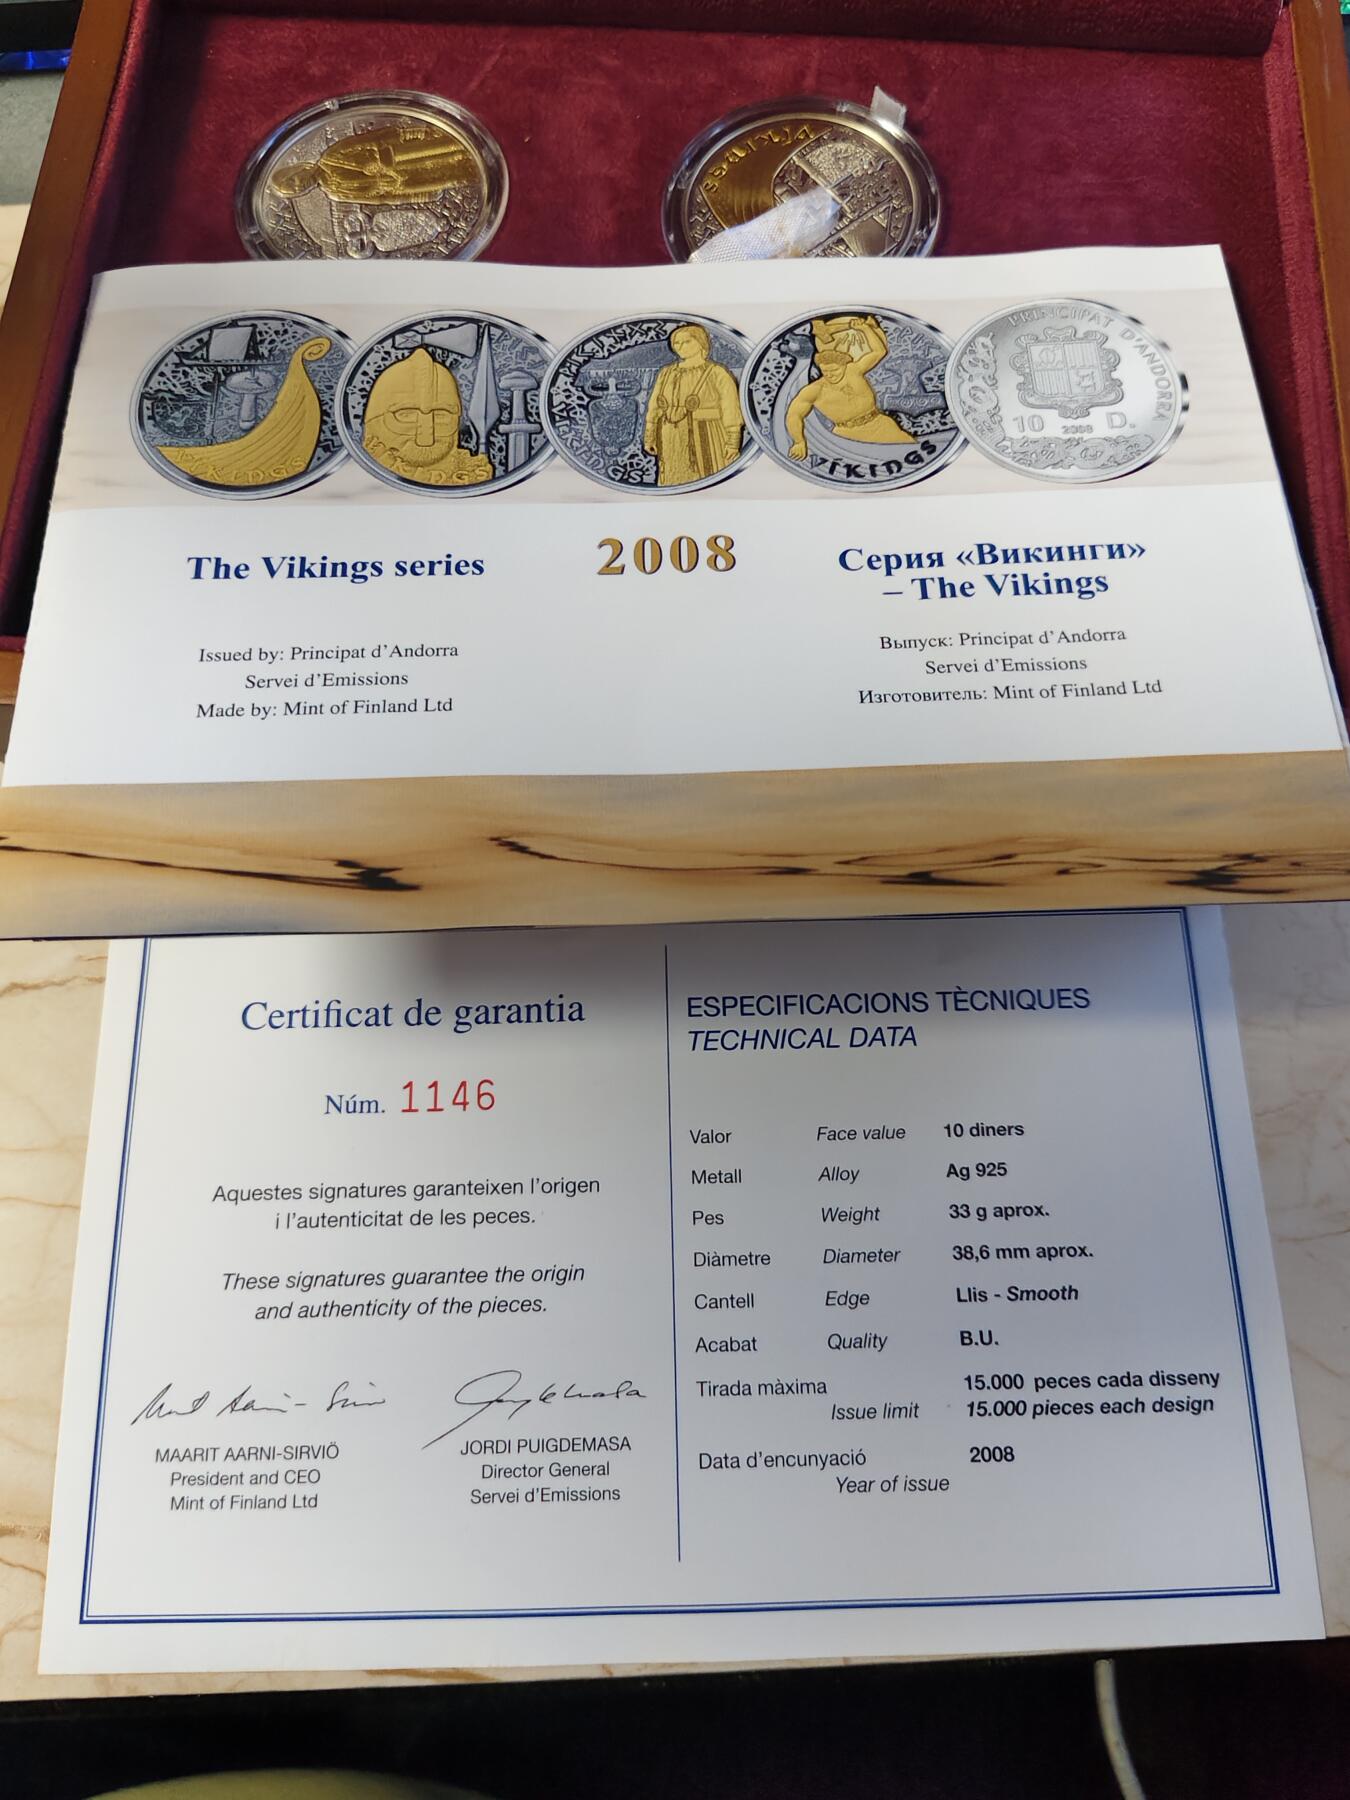 VIKINGS
VIKINGS
VIKINGS
VIKINGS
VIKINGS
PRINCIPAT D'ANDORRA
10 2008 D.
The Vikings series
Issued by: Principat d'Andorra
Servei d'Emissions
Made by: Mint of Finland Ltd
2008
Серия «Викинги»
– The Vikings
Выпуск: Principat d'Andorra
Servei d'Emissions
Изготовитель: Mint of Finland Ltd
Certificat de garantia
Núm. 1146
Aquestes signatures garanteixen l'origen
i l'autenticitat de les peces.
These signatures guarantee the origin
and authenticity of the pieces.
MAARIT AARNI-SIRVIÖ
President and CEO
Mint of Finland Ltd
JORDI PUIGDEMASA
Director General
Servei d'Emissions
ESPECIFICACIONS TÈCNIQUES
TECHNICAL DATA
Valor Face value 10 diners
Metall Alloy Ag 925
Pes Weight 33 g aprox.
Diàmetre Diameter 38,6 mm aprox.
Cantell Edge Llis - Smooth
Acabat Quality B.U.
Tirada màxima 15.000 peces cada disseny
Issue limit 15.000 pieces each design
Data d'encunyació 2008
Year of issue